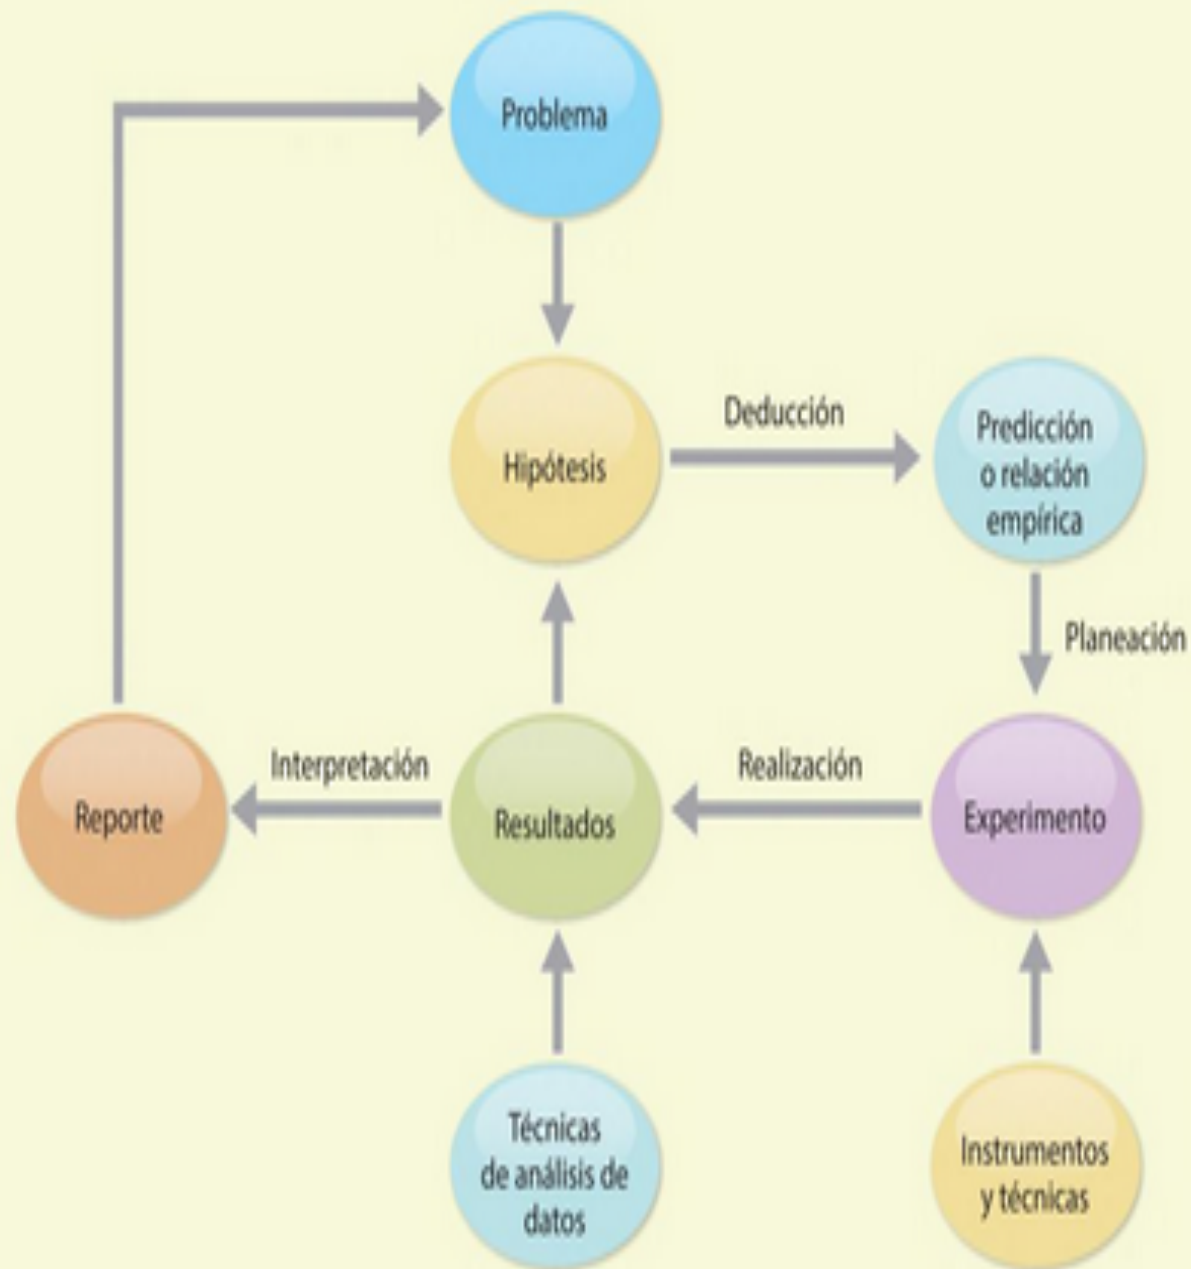 Problema
Hipótesis
Deducción
Predicción
o relación
empírica
Planeación
Reporte
Interpretación
Resultados
Realización
Experimento
Técnicas
de análisis de
datos
Instrumentos
y técnicas